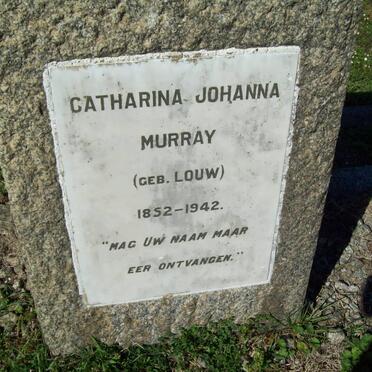 CATHARINA JOHANNA
MURRAY
(GEB. LOUW)
1852-1942.
"MAG UW NAAM MAAR
EER ONTVANGEN."